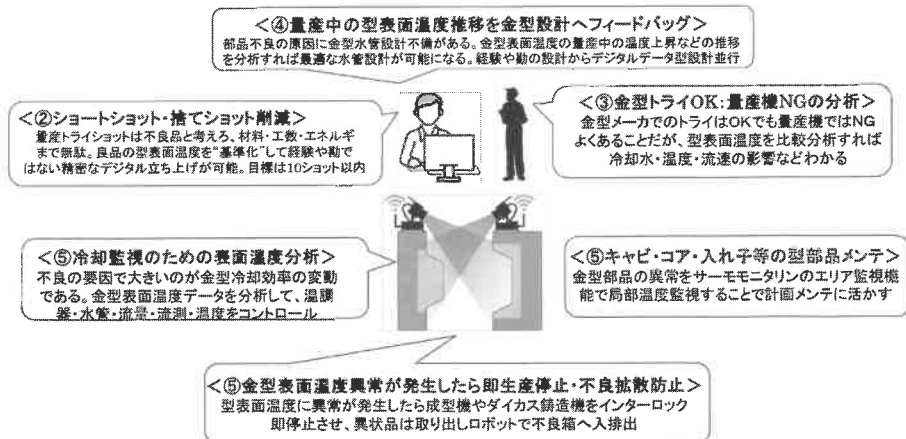 <④量産中の型表面温度推移を金型設計へフィードバッグ>
部品不良の原因に金型水管設計不備がある。金型表面温度の量産中の温度上昇などの推移
を分析すれば最適な水管設計が可能になる。経験や勘の設計からデジタルデータ型設計並行
<②ショートショット・捨てショット削減>
量産トライショットは不良品と考えろ、材料・工数・エネルギ
まで無駄。良品の型表面温度を“基準化”して経験や勘で
はない精密なデジタル立ち上げが可能。目標は10ショット以内
<③金型トライOK:量産機NGの分析>
金型メーカでのトライはOKでも量産機ではNG
よくあることだが、型表面温度を比較分析すれば
冷却水・温度・流速の影響などわかる
<⑤冷却監視のための表面温度分析>
不良の要因で大きいのが金型冷却効率の変動
である。金型表面温度データを分析して、温調
器・水管・流量・流測・温度をコントロール
<⑤キャビ・コア・入れ子等の型部品メンテ>
金型部品の異常をサーモモニタリンのエリア監視機
能で局部温度監視することで計画メンテに活かす
<⑤金型表面温度異常が発生したら即生産停止・不良拡散防止>
型表面温度に異常が発生したら成型機やダイカス鋳造機をインターロック
即停止させ、異状品は取り出しロボットで不良箱へ入排出